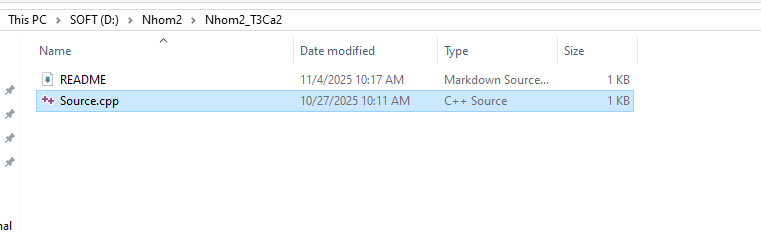 This PC > SOFT (D:) > Nhom2 > Nhom2_T3Ca2
Name Date modified Type Size
README 11/4/2025 10:17 AM Markdown Source... 1 KB
Source.cpp 10/27/2025 10:11 AM C++ Source 1 KB
nal